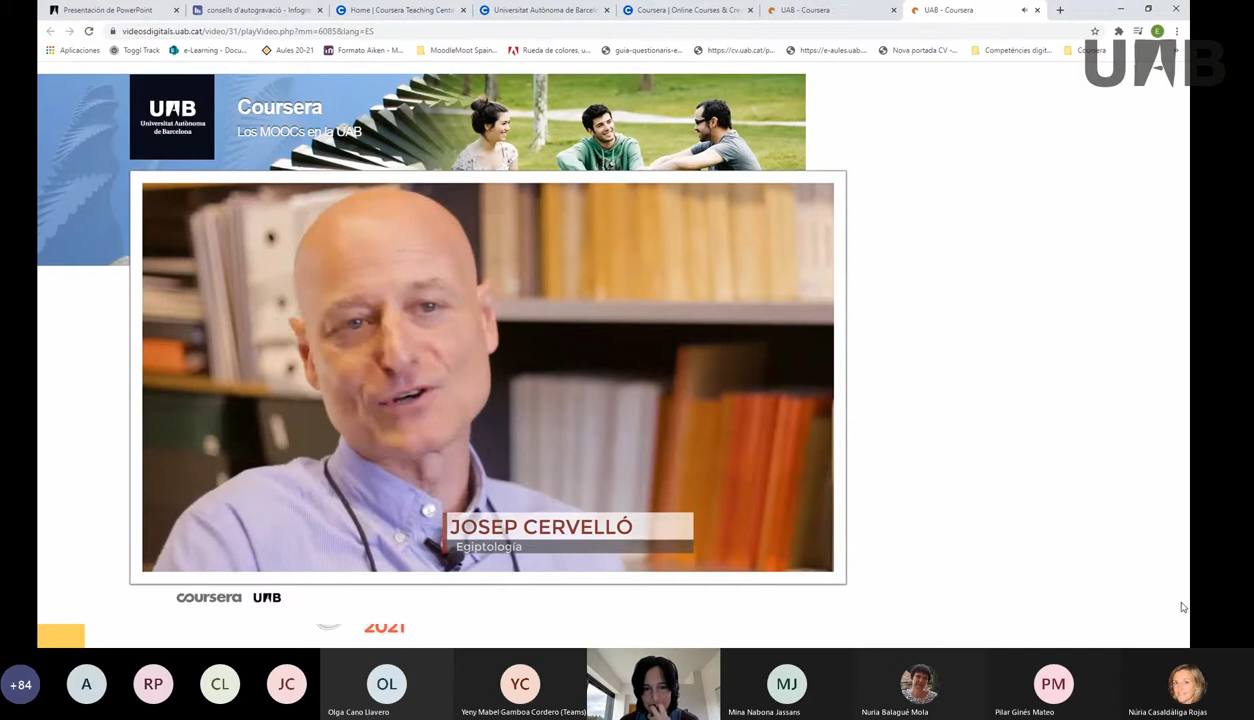 Presentación de PowerPoint
consells d'autogravació - Infogra
Home | Coursera Teaching Cente
Universitat Autònoma de Barcelo
Coursera | Online Courses & Cre
UAB - Coursera
UAB - Coursera
videosdigitals.uab.cat/video/31/playVideo.php?mm=6085&lang=ES
E
Aplicaciones
Toggl Track
e-Learning - Docu...
Aules 20-21
Formato Aiken - M...
MoodleMoot Spain...
Rueda de colores, u...
guia-questionaris-e...
https://cv.uab.cat/p...
https://e-aules.uab...
Nova portada CV -...
Competències digit...
Coursera
UAB
UAB
Universitat Autònoma
de Barcelona
Coursera
Los MOOCs en la UAB
JOSEP CERVELLÓ
Egiptologia
coursera UAB
2021
+84
A
RP
CL
JC
OL
Olga Cano Llavero
YC
Yeny Mabel Gamboa Cordero (Teams)
MJ
Mina Nabona Jassans
Nuria Balagué Mola
PM
Pilar Ginés Mateo
Núria Casaldàliga Rojas